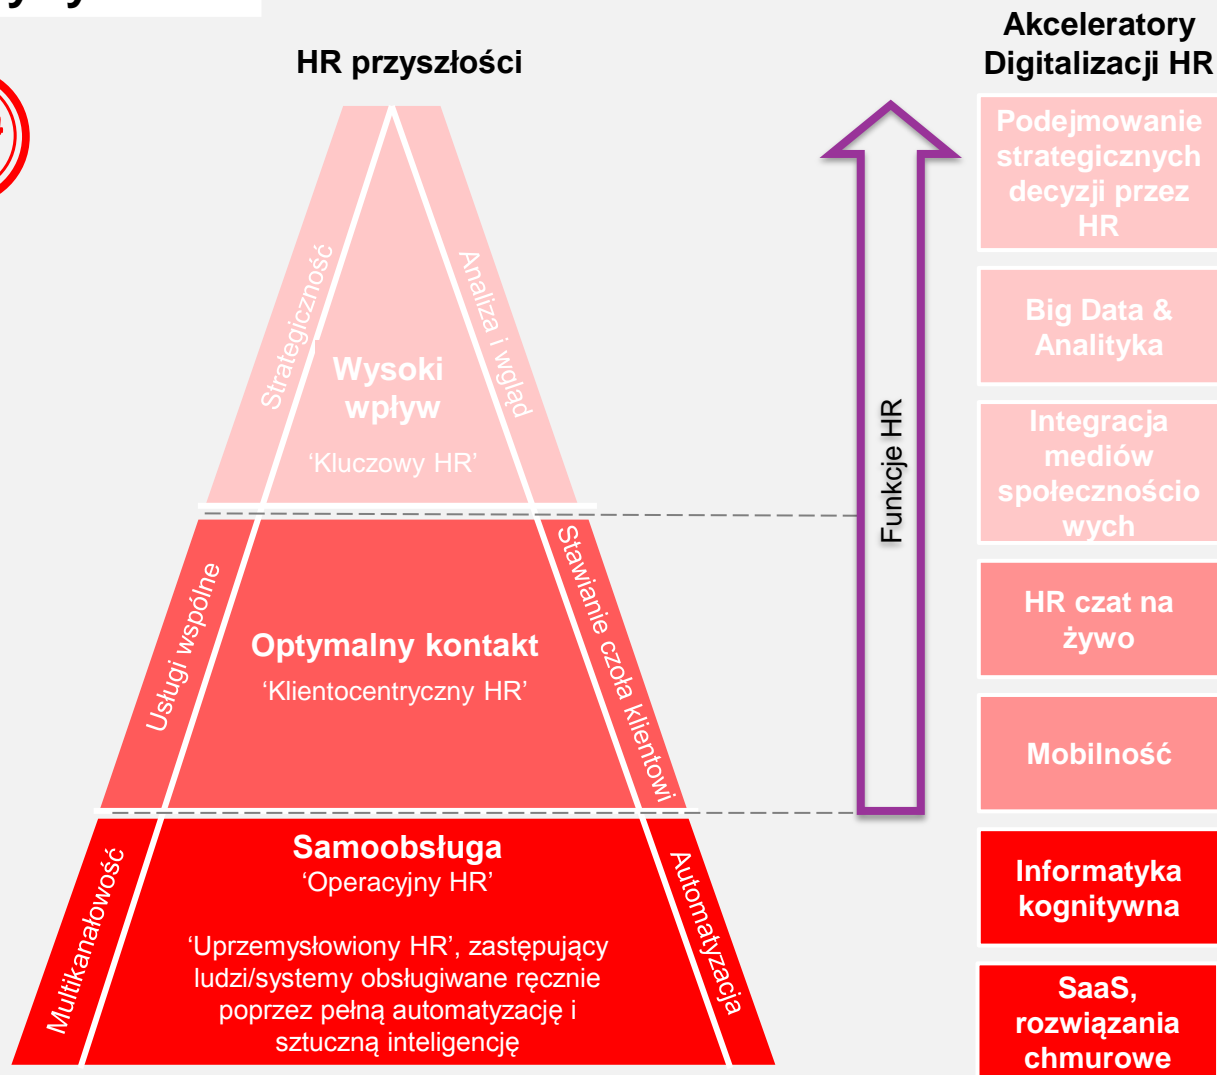 HR przyszłości
Akceleratory
Digitalizacji HR
Strategiczność
Analiza i wgląd
Wysoki
wpływ
‘Kluczowy HR’
Usługi wspólne
Stawianie czoła klientowi
Optymalny kontakt
‘Klientocentryczny HR’
Multikanałowość
Automatyzacja
Samoobsługa
‘Operacyjny HR’
‘Uprzemysłowiony HR’, zastępujący
ludzi/systemy obsługiwane ręcznie
poprzez pełną automatyzację i
sztuczną inteligencję
Funkcje HR
Podejmowanie
strategicznych
decyzji przez
HR
Big Data &
Analityka
Integracja
mediów
społecznościo
wych
HR czat na
żywo
Mobilność
Informatyka
kognitywna
SaaS,
rozwiązania
chmurowe